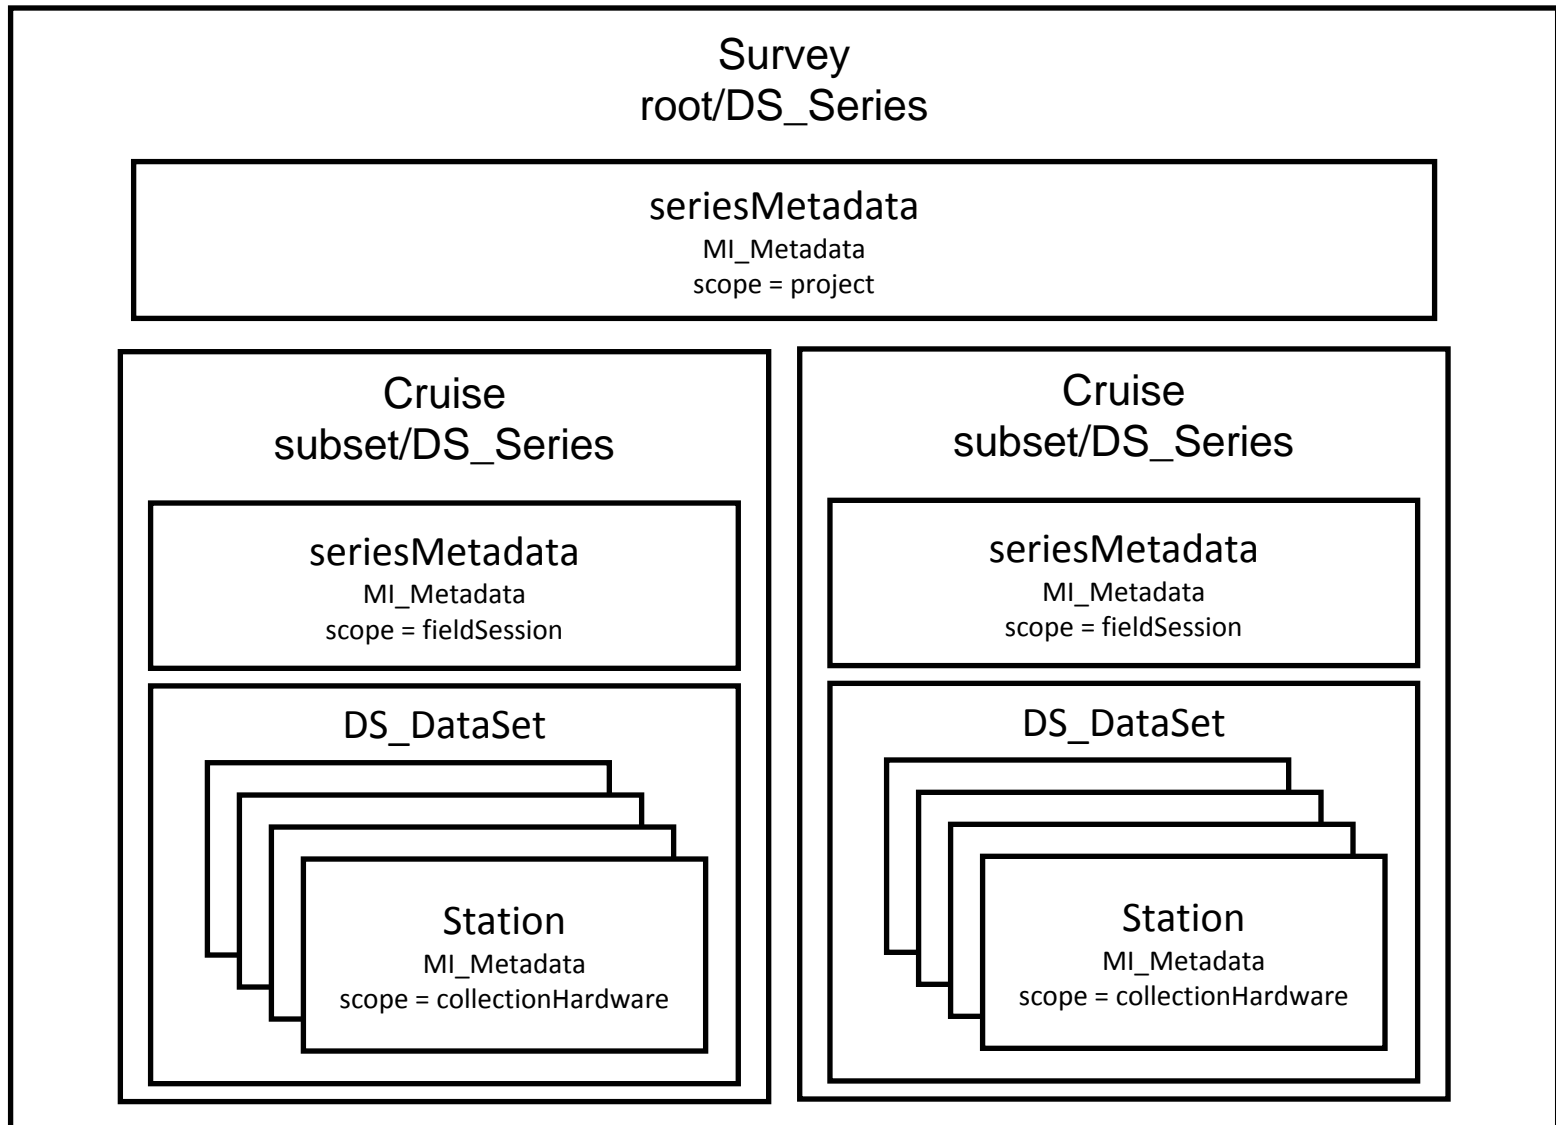 Survey
root/DS_Series
seriesMetadata
MI_Metadata
scope = project
Cruise
subset/DS_Series
seriesMetadata
MI_Metadata
scope = fieldSession
DS_DataSet
Station
MI_Metadata
scope = collectionHardware
Cruise
subset/DS_Series
seriesMetadata
MI_Metadata
scope = fieldSession
DS_DataSet
Station
MI_Metadata
scope = collectionHardware